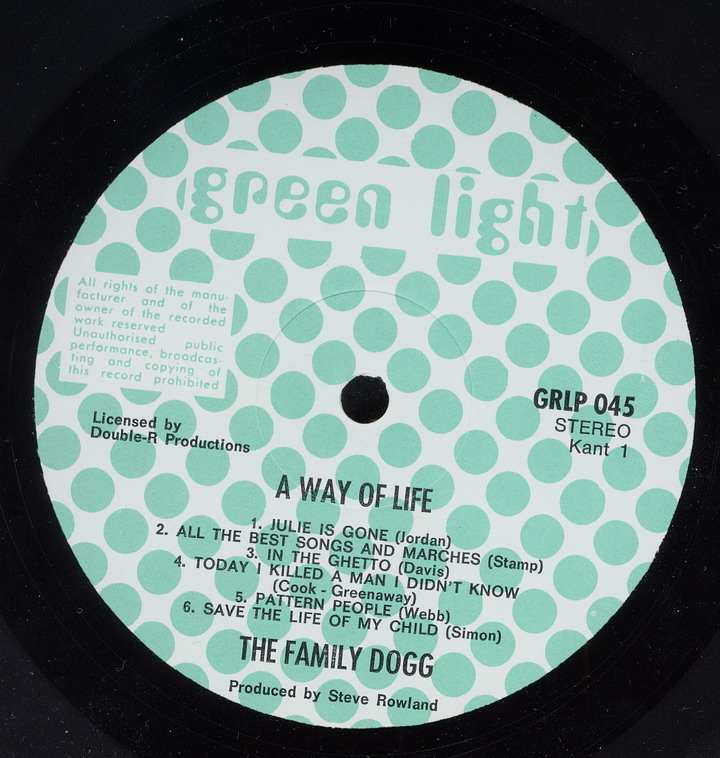 green light
All rights of the manu-
facturer and of the
owner of the recorded
work reserved
Unauthorised public
performance, broadcas-
ting and copying of
this record prohibited
Licensed by
Double-R Productions
GRLP 045
STEREO
Kant 1
A WAY OF LIFE
1. JULIE IS GONE (Jordan)
2. ALL THE BEST SONGS AND MARCHES (Stamp)
3. IN THE GHETTO (Davis)
4. TODAY I KILLED A MAN I DIDN'T KNOW
(Cook - Greenaway)
5. PATTERN PEOPLE (Webb)
6. SAVE THE LIFE OF MY CHILD (Simon)
THE FAMILY DOGG
Produced by Steve Rowland